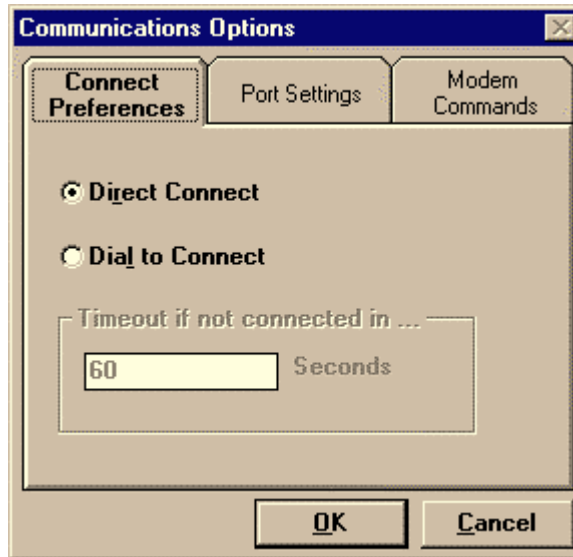 Communications Options
Connect
Preferences
Port Settings
Modem
Commands
Direct Connect
Dial to Connect
Timeout if not connected in ...
60
Seconds
OK
Cancel